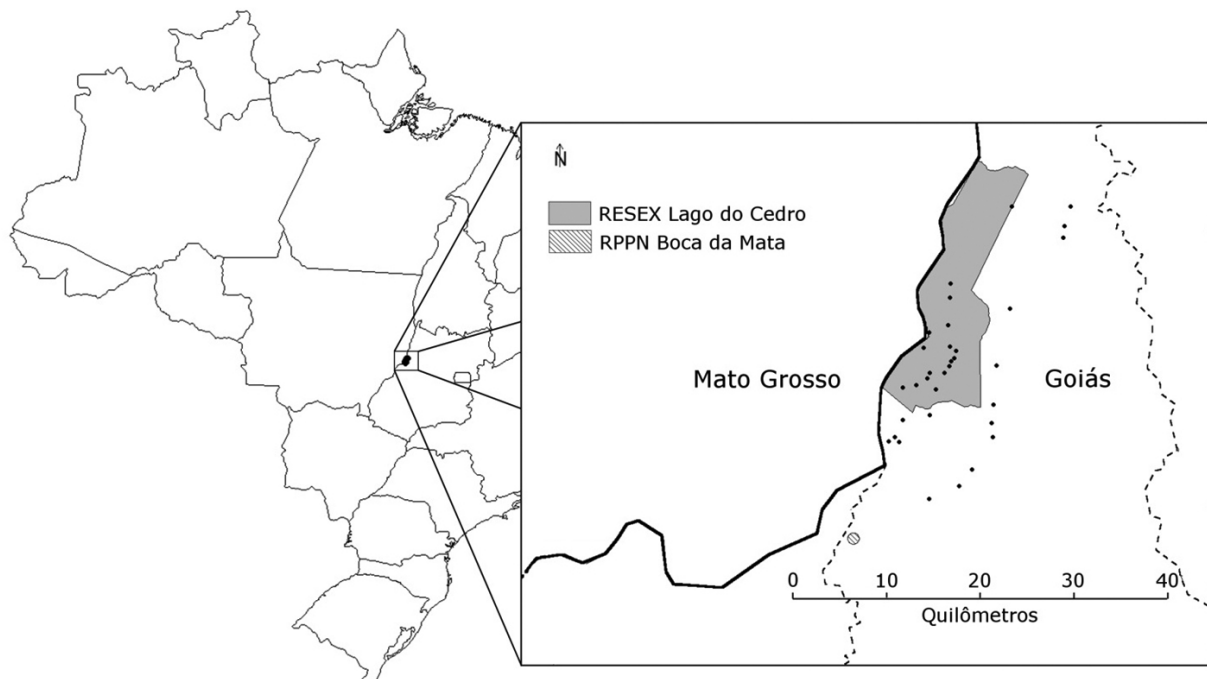 N
RESEX Lago do Cedro
RPPN Boca da Mata
Mato Grosso
Goiás
0 10 20 30 40
Quilômetros